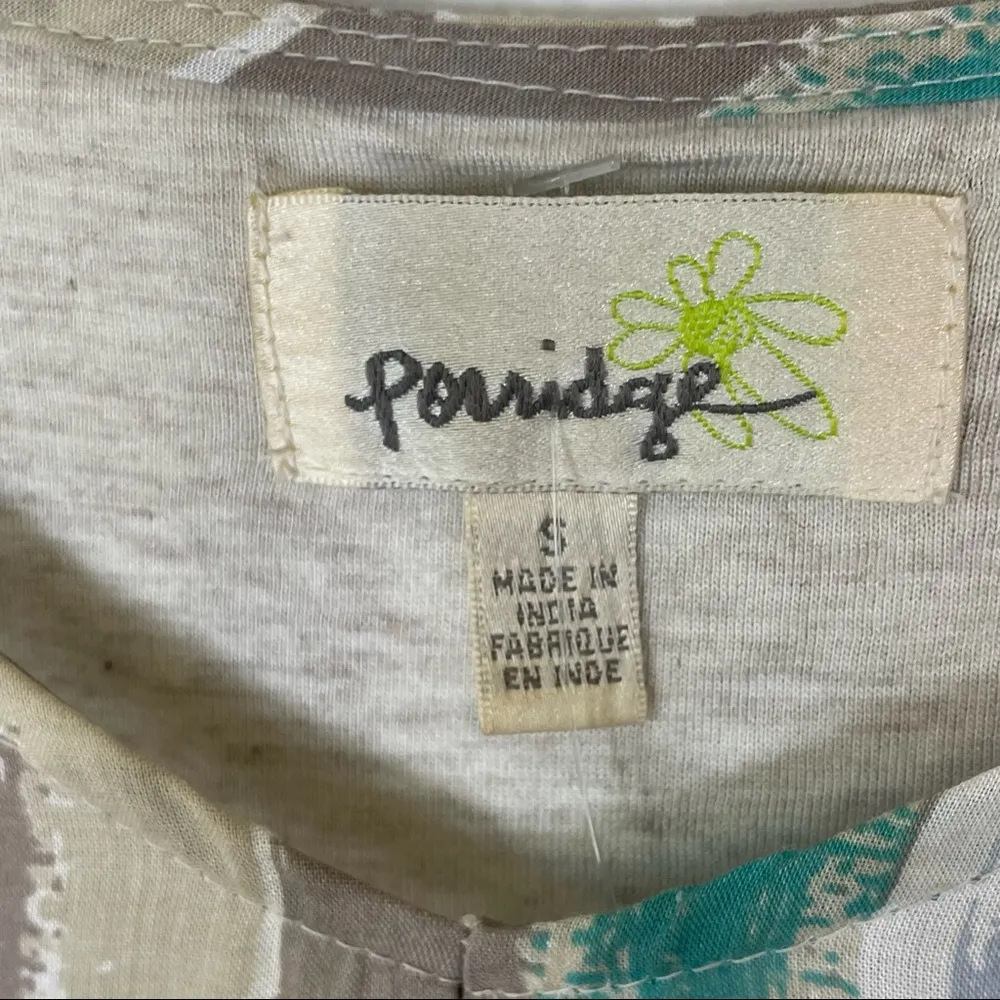 Porridge
S
MADE IN
INDIA
FABRIQUE
EN INDE